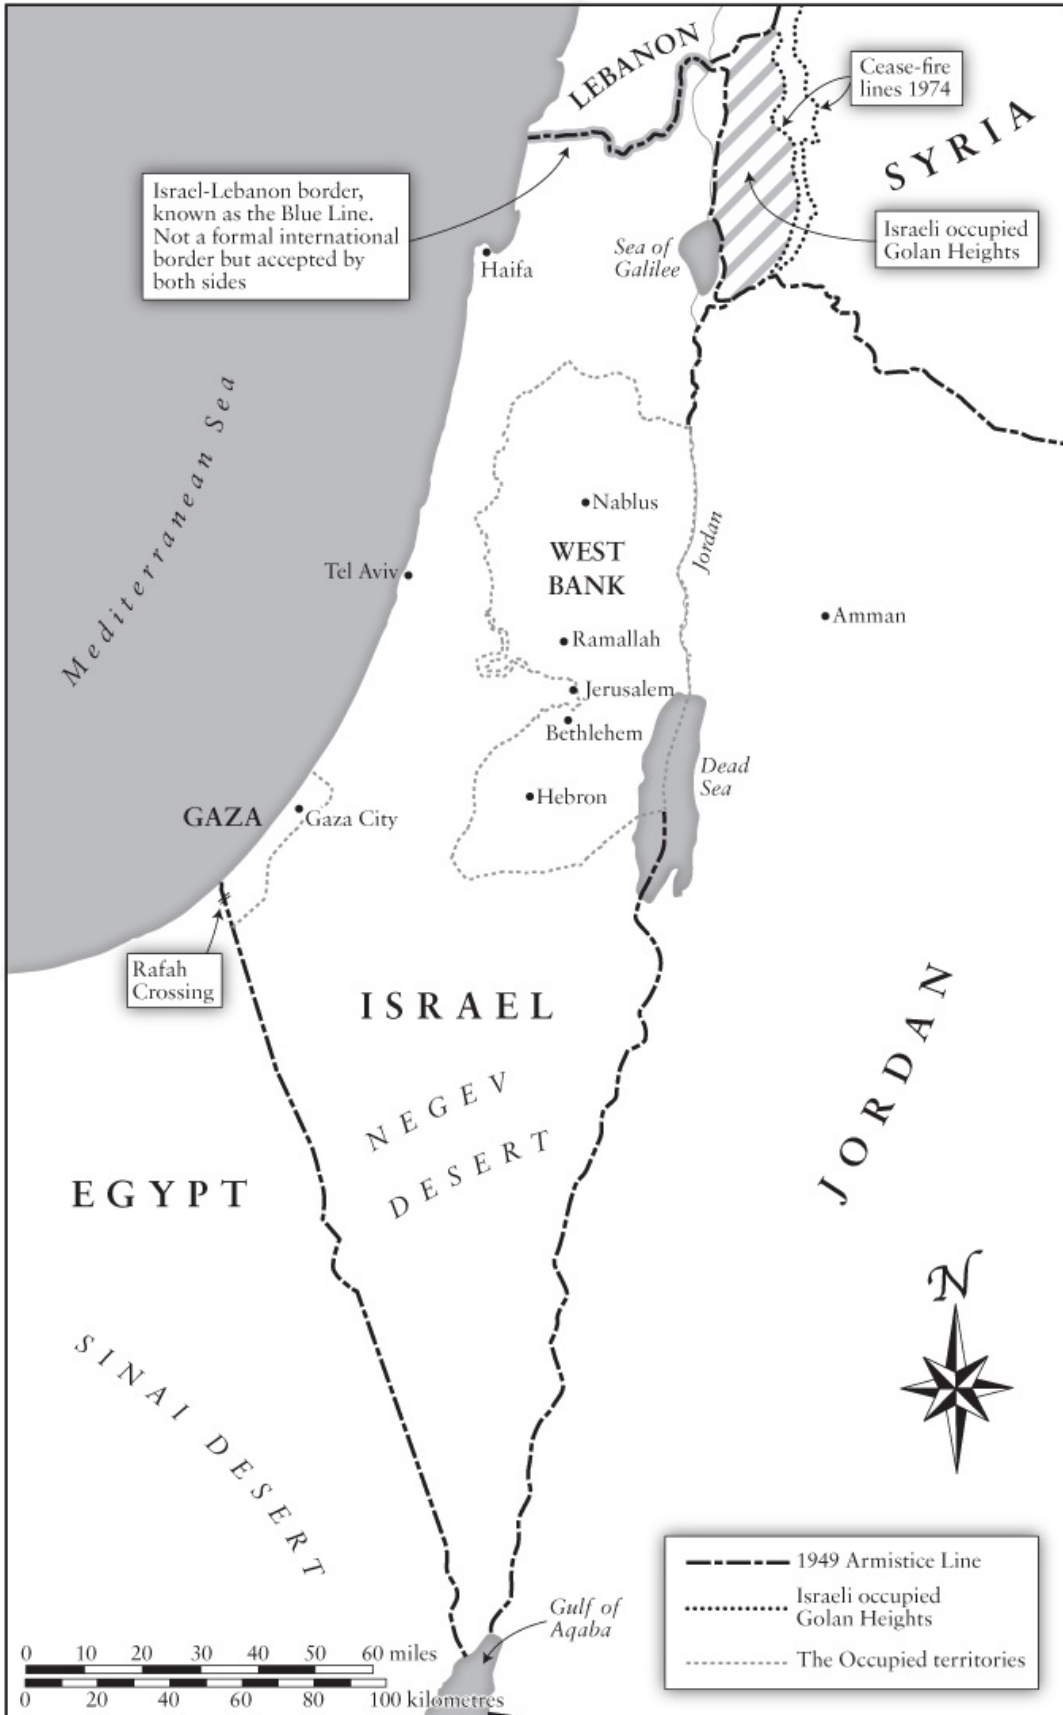 LEBANON
Cease-fire
lines 1974
SYRIA
Israel-Lebanon border,
known as the Blue Line.
Not a formal international
border but accepted by
both sides
Israeli occupied
Golan Heights
Sea of
Galilee
Haifa
Mediterranean Sea
Nablus
WEST
BANK
Jordan
Tel Aviv
Amman
Ramallah
Jerusalem
Bethlehem
Dead
Sea
Hebron
GAZA
Gaza City
Rafah
Crossing
ISRAEL
JORDAN
NEGEV
DESERT
EGYPT
N
SINAI DESERT
1949 Armistice Line
Israeli occupied
Golan Heights
The Occupied territories
Gulf of
Aqaba
0 10 20 30 40 50 60 miles
0 20 40 60 80 100 kilometres